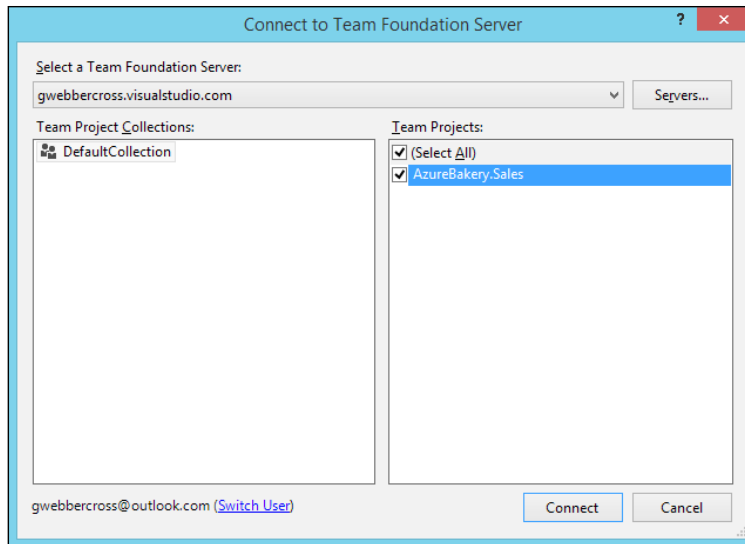 Connect to Team Foundation Server
?
Select a Team Foundation Server:
gwebbercross.visualstudio.com
Servers...
Team Project Collections:
Team Projects:
DefaultCollection
(Select All)
AzureBakery.Sales
gwebbercross@outlook.com (Switch User)
Connect
Cancel